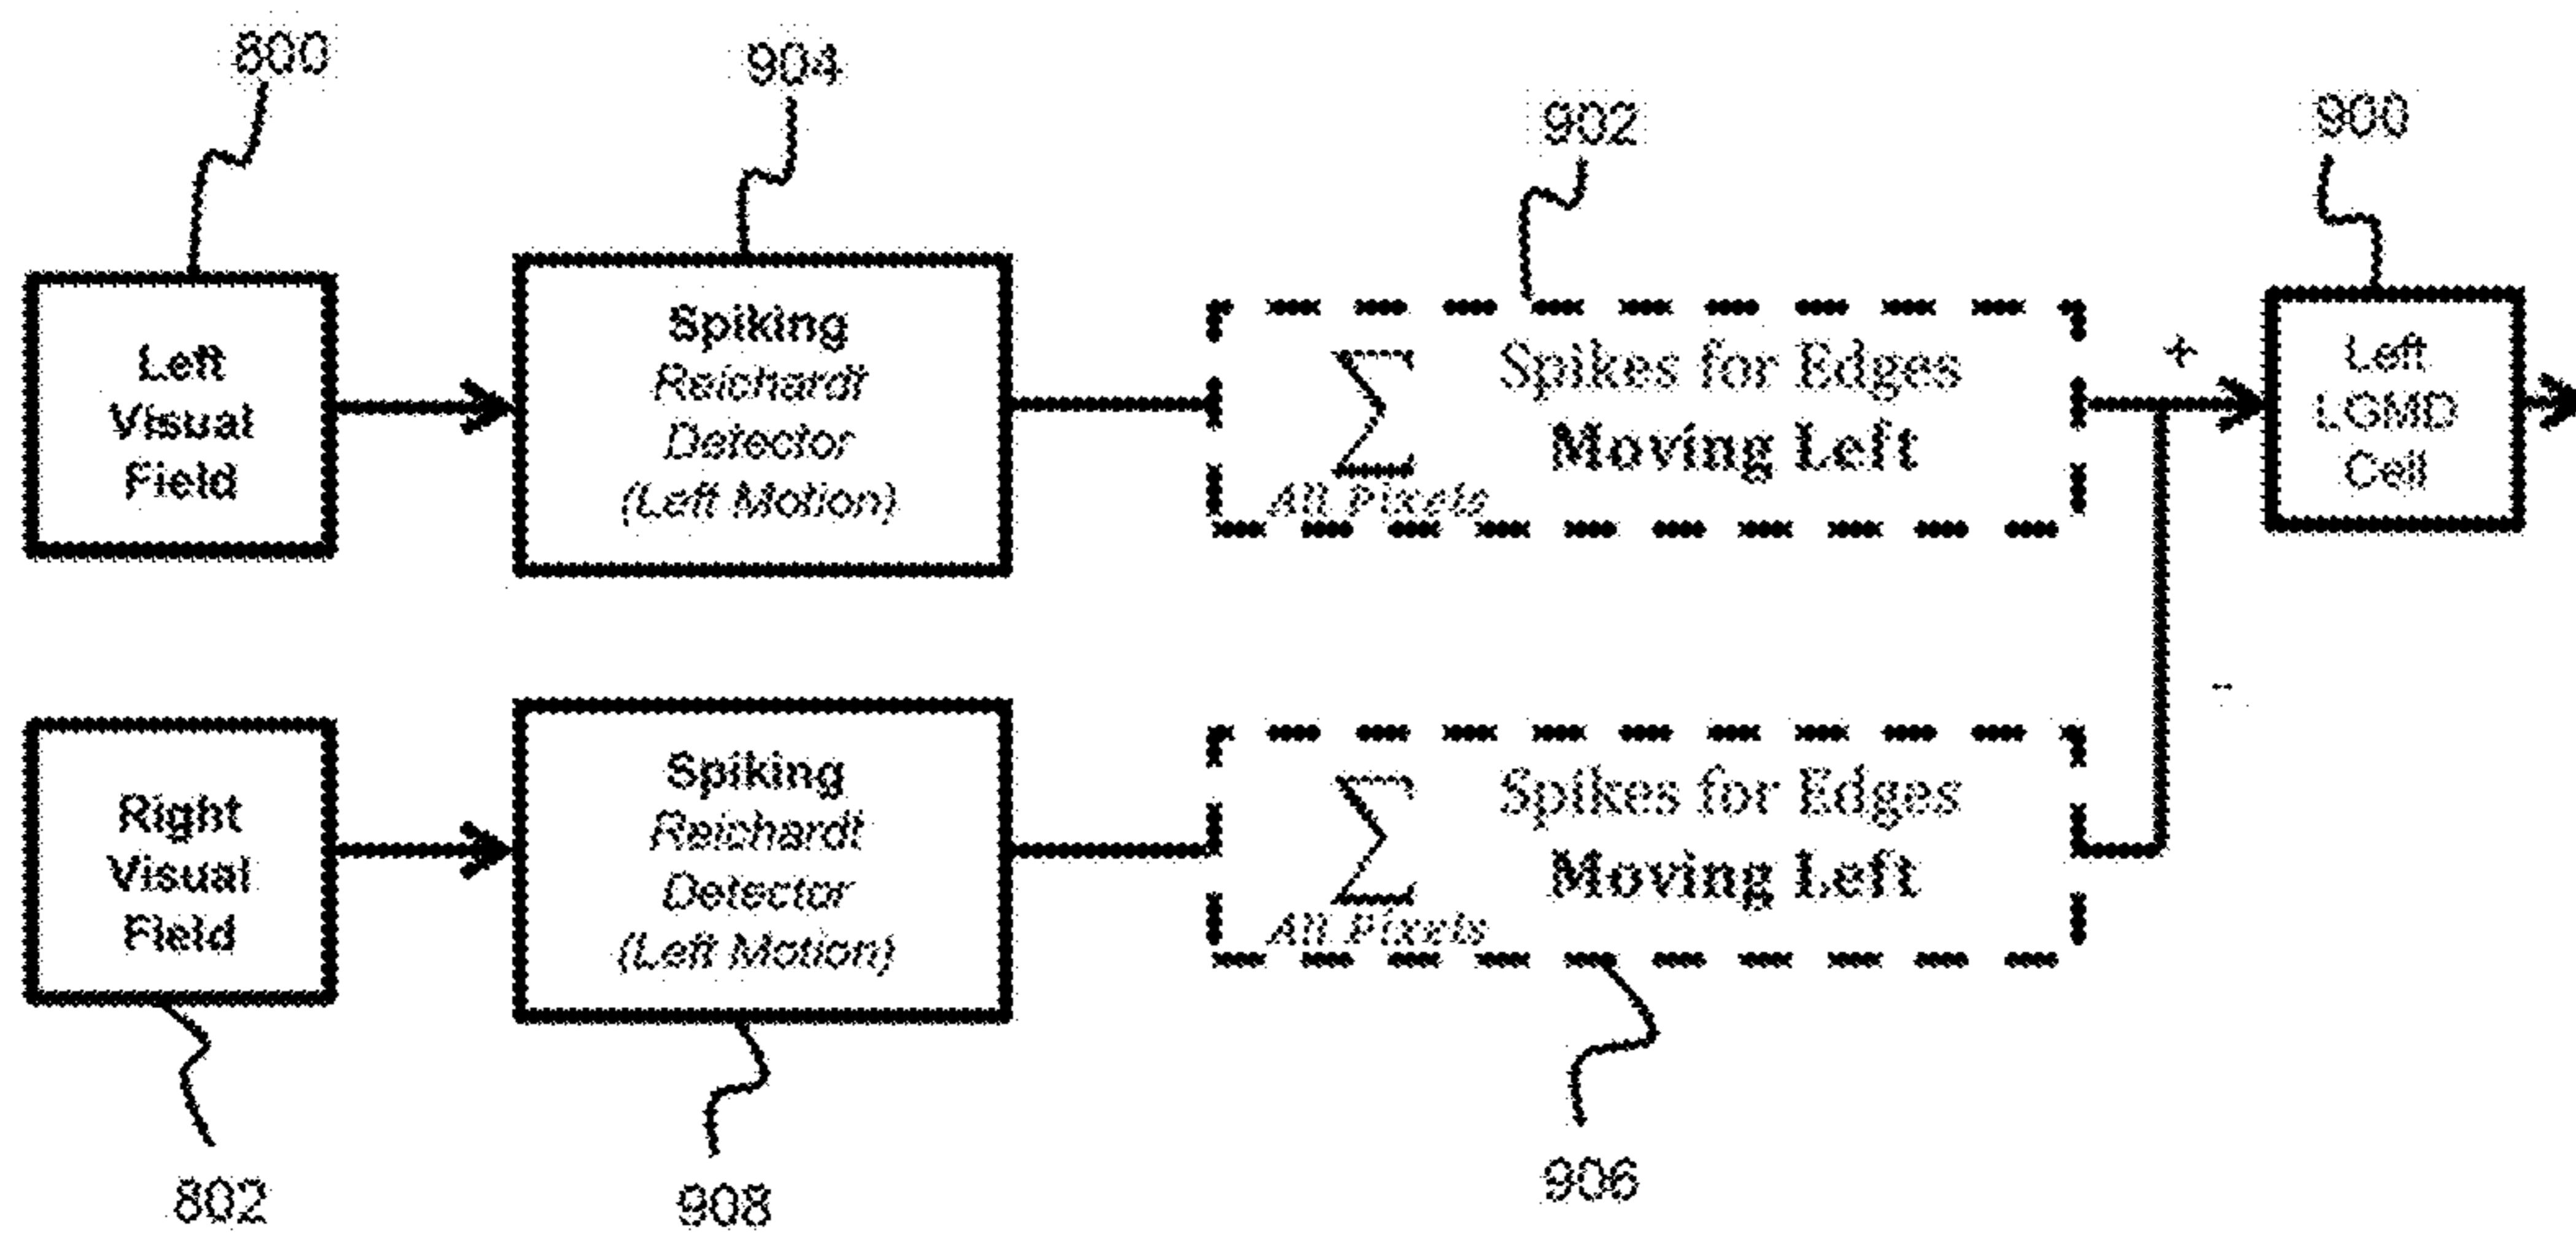 800
904
902
900
Left
Visual
Field
Spiking
Reichardt
Detector
(Left Motion)
∑ Spikes for Edges
Moving Left
All Pixels
+
Left
LGMD
Cell
-
Right
Visual
Field
Spiking
Reichardt
Detector
(Left Motion)
∑ Spikes for Edges
Moving Left
All Pixels
802
908
906